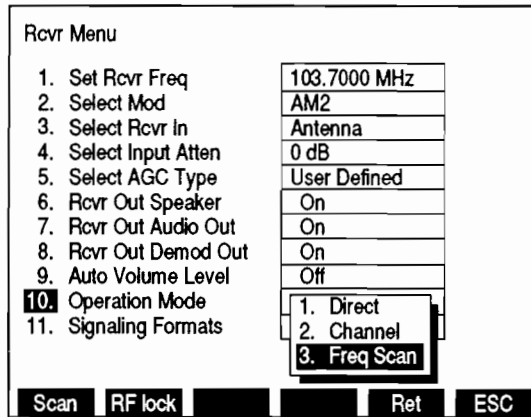 Rcvr Menu
1. Set Rcvr Freq 103.7000 MHz
2. Select Mod AM2
3. Select Rcvr In Antenna
4. Select Input Atten 0 dB
5. Select AGC Type User Defined
6. Rcvr Out Speaker On
7. Rcvr Out Audio Out On
8. Rcvr Out Demod Out On
9. Auto Volume Level Off
10. Operation Mode
11. Signaling Formats
1. Direct
2. Channel
3. Freq Scan
Scan RF lock Ret ESC